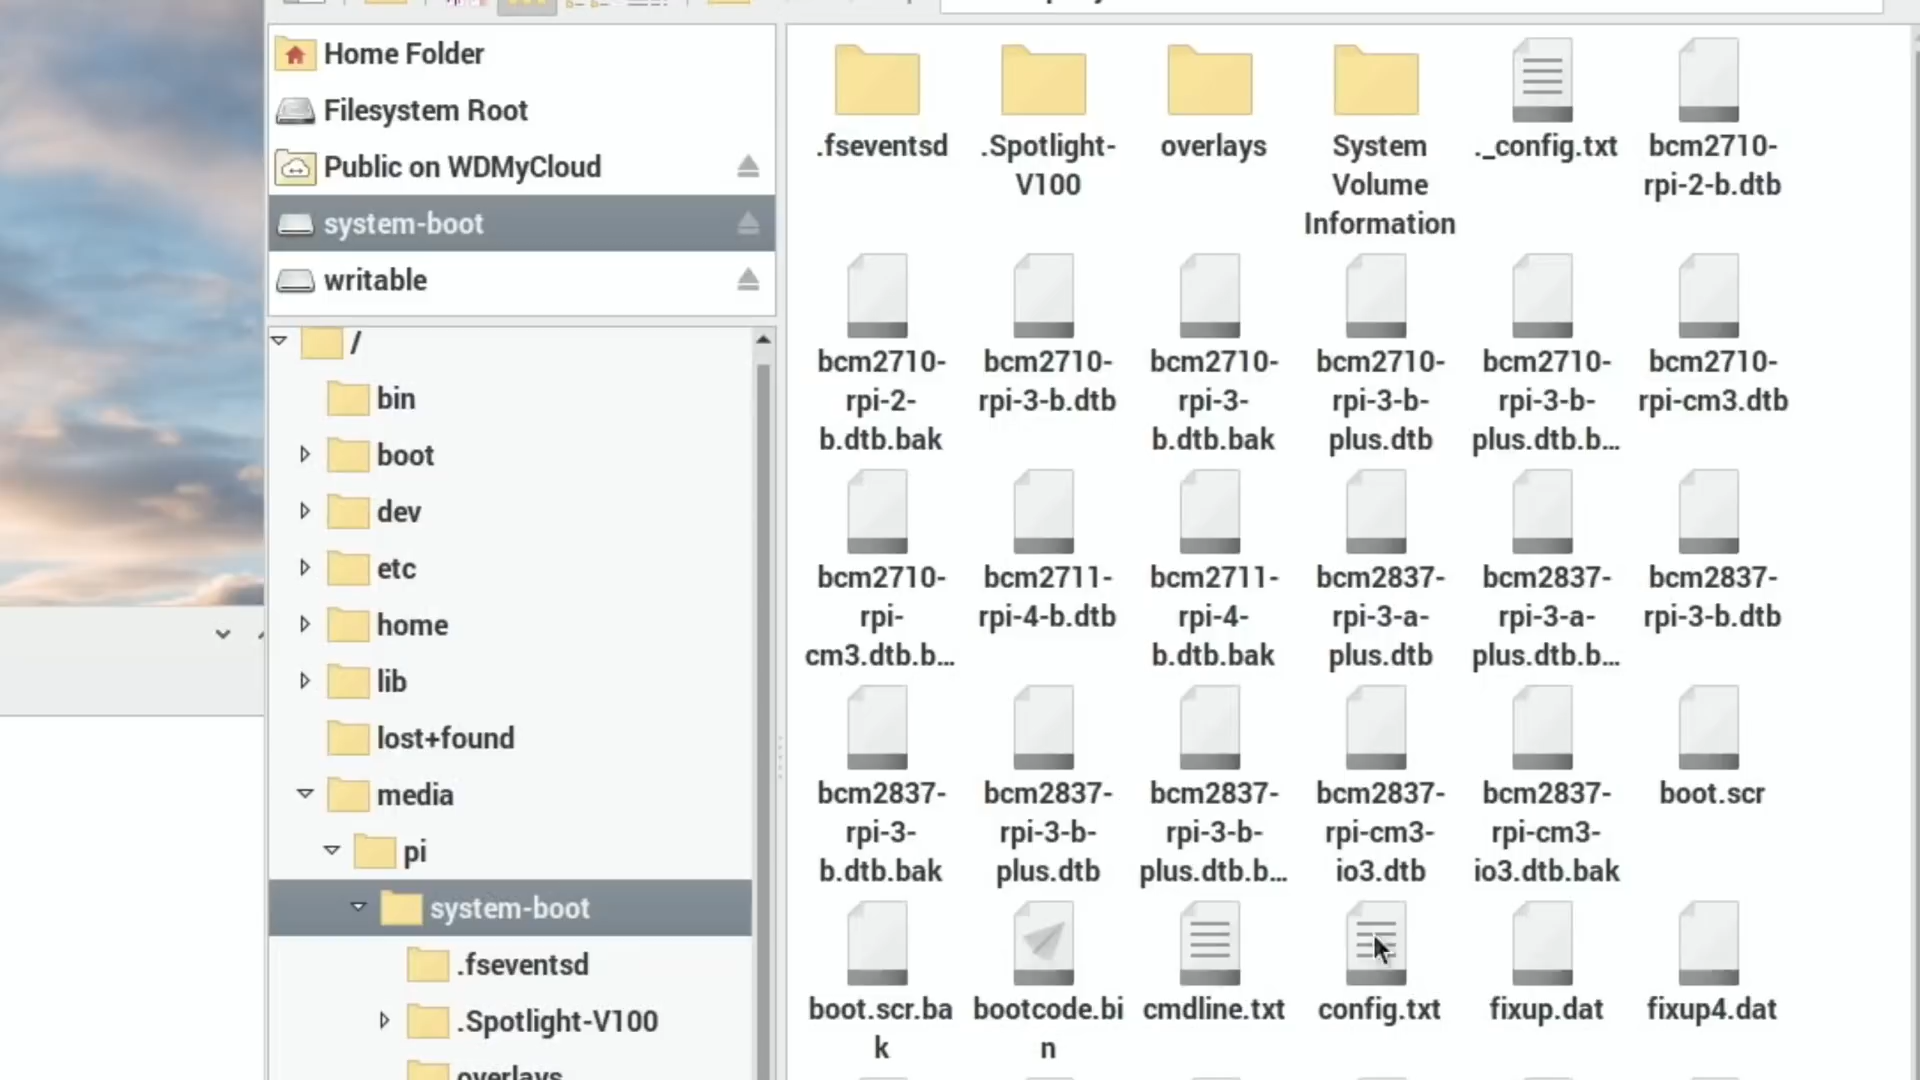 Home Folder
Filesystem Root
Public on WDMyCloud
system-boot
writable
/
bin
boot
dev
etc
home
lib
lost+found
media
pi
system-boot
.fseventsd
.Spotlight-V100
overlays
.fseventsd
.Spotlight-
V100
overlays
System
Volume
Information
._config.txt
bcm2710-
rpi-2-b.dtb
bcm2710-
rpi-2-
b.dtb.bak
bcm2710-
rpi-3-b.dtb
bcm2710-
rpi-3-
b.dtb.bak
bcm2710-
rpi-3-b-
plus.dtb
bcm2710-
rpi-3-b-
plus.dtb.b...
bcm2710-
rpi-cm3.dtb
bcm2710-
rpi-
cm3.dtb.b...
bcm2711-
rpi-4-b.dtb
bcm2711-
rpi-4-
b.dtb.bak
bcm2837-
rpi-3-a-
plus.dtb
bcm2837-
rpi-3-a-
plus.dtb.b...
bcm2837-
rpi-3-b.dtb
bcm2837-
rpi-3-
b.dtb.bak
bcm2837-
rpi-3-b-
plus.dtb
bcm2837-
rpi-3-b-
plus.dtb.b...
bcm2837-
rpi-cm3-
io3.dtb
bcm2837-
rpi-cm3-
io3.dtb.bak
boot.scr
boot.scr.ba
k
bootcode.bi
n
cmdline.txt
config.txt
fixup.dat
fixup4.dat